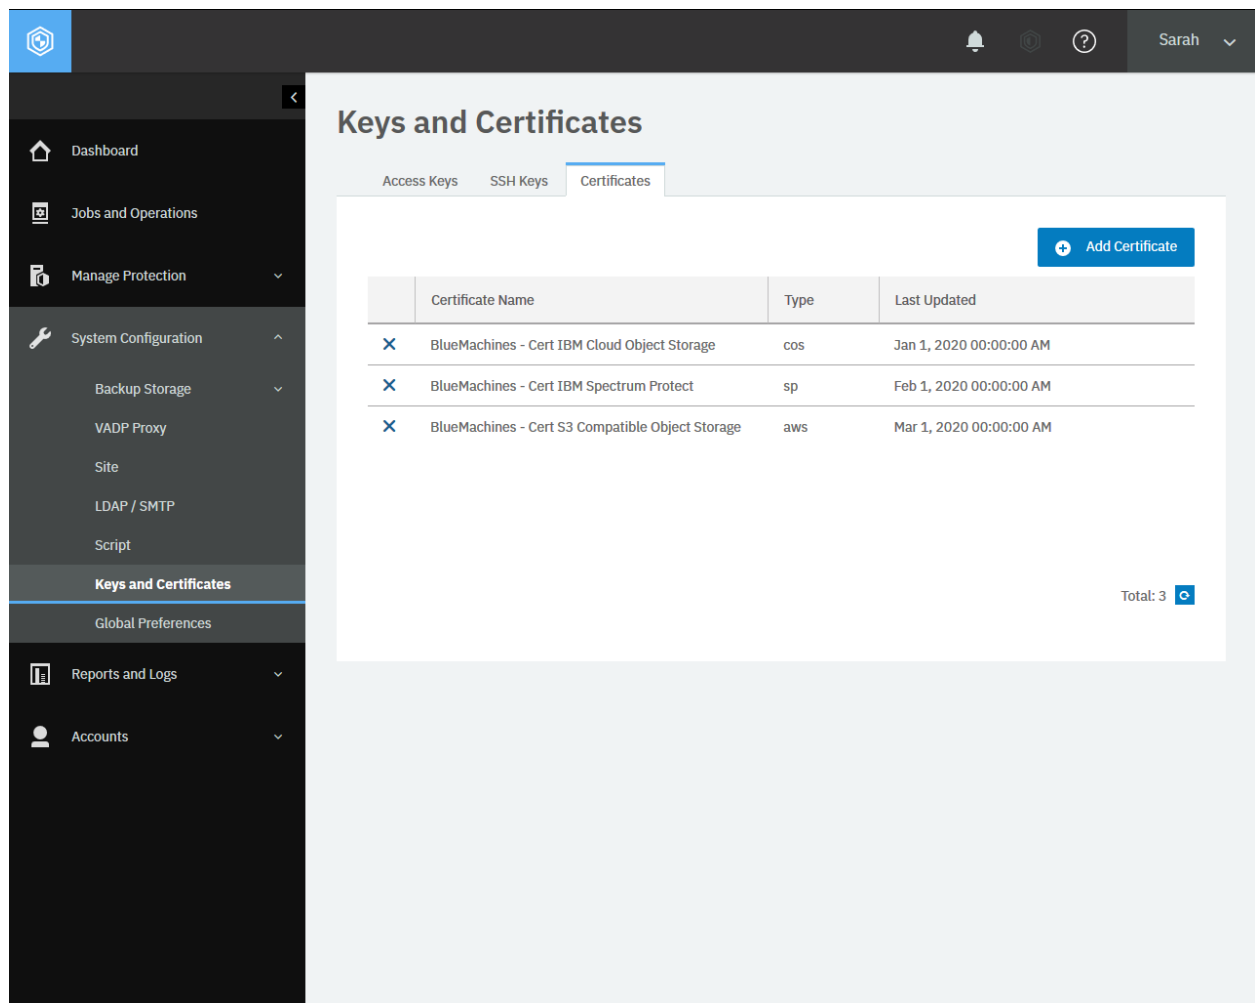 Sarah
Dashboard
Jobs and Operations
Manage Protection
System Configuration
Backup Storage
VADP Proxy
Site
LDAP / SMTP
Script
Keys and Certificates
Global Preferences
Reports and Logs
Accounts
Keys and Certificates
Access Keys SSH Keys Certificates
Add Certificate
Certificate Name Type Last Updated
BlueMachines - Cert IBM Cloud Object Storage cos Jan 1, 2020 00:00:00 AM
BlueMachines - Cert IBM Spectrum Protect sp Feb 1, 2020 00:00:00 AM
BlueMachines - Cert S3 Compatible Object Storage aws Mar 1, 2020 00:00:00 AM
Total: 3